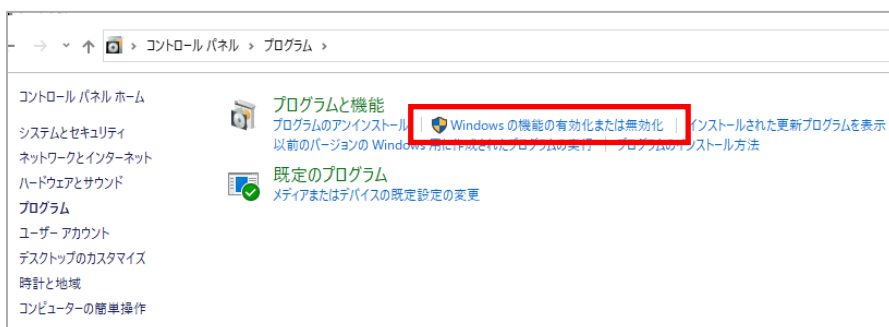 コントロール パネル › プログラム ›
コントロール パネル ホーム
システムとセキュリティ
ネットワークとインターネット
ハードウェアとサウンド
プログラム
ユーザー アカウント
デスクトップのカスタマイズ
時計と地域
コンピューターの簡単操作
プログラムと機能
プログラムのアンインストール Windows の機能の有効化または無効化 インストールされた更新プログラムを表示
以前のバージョンの Windows 用に作成されたプログラムの実行 プログラムのインストール方法
既定のプログラム
メディアまたはデバイスの既定設定の変更